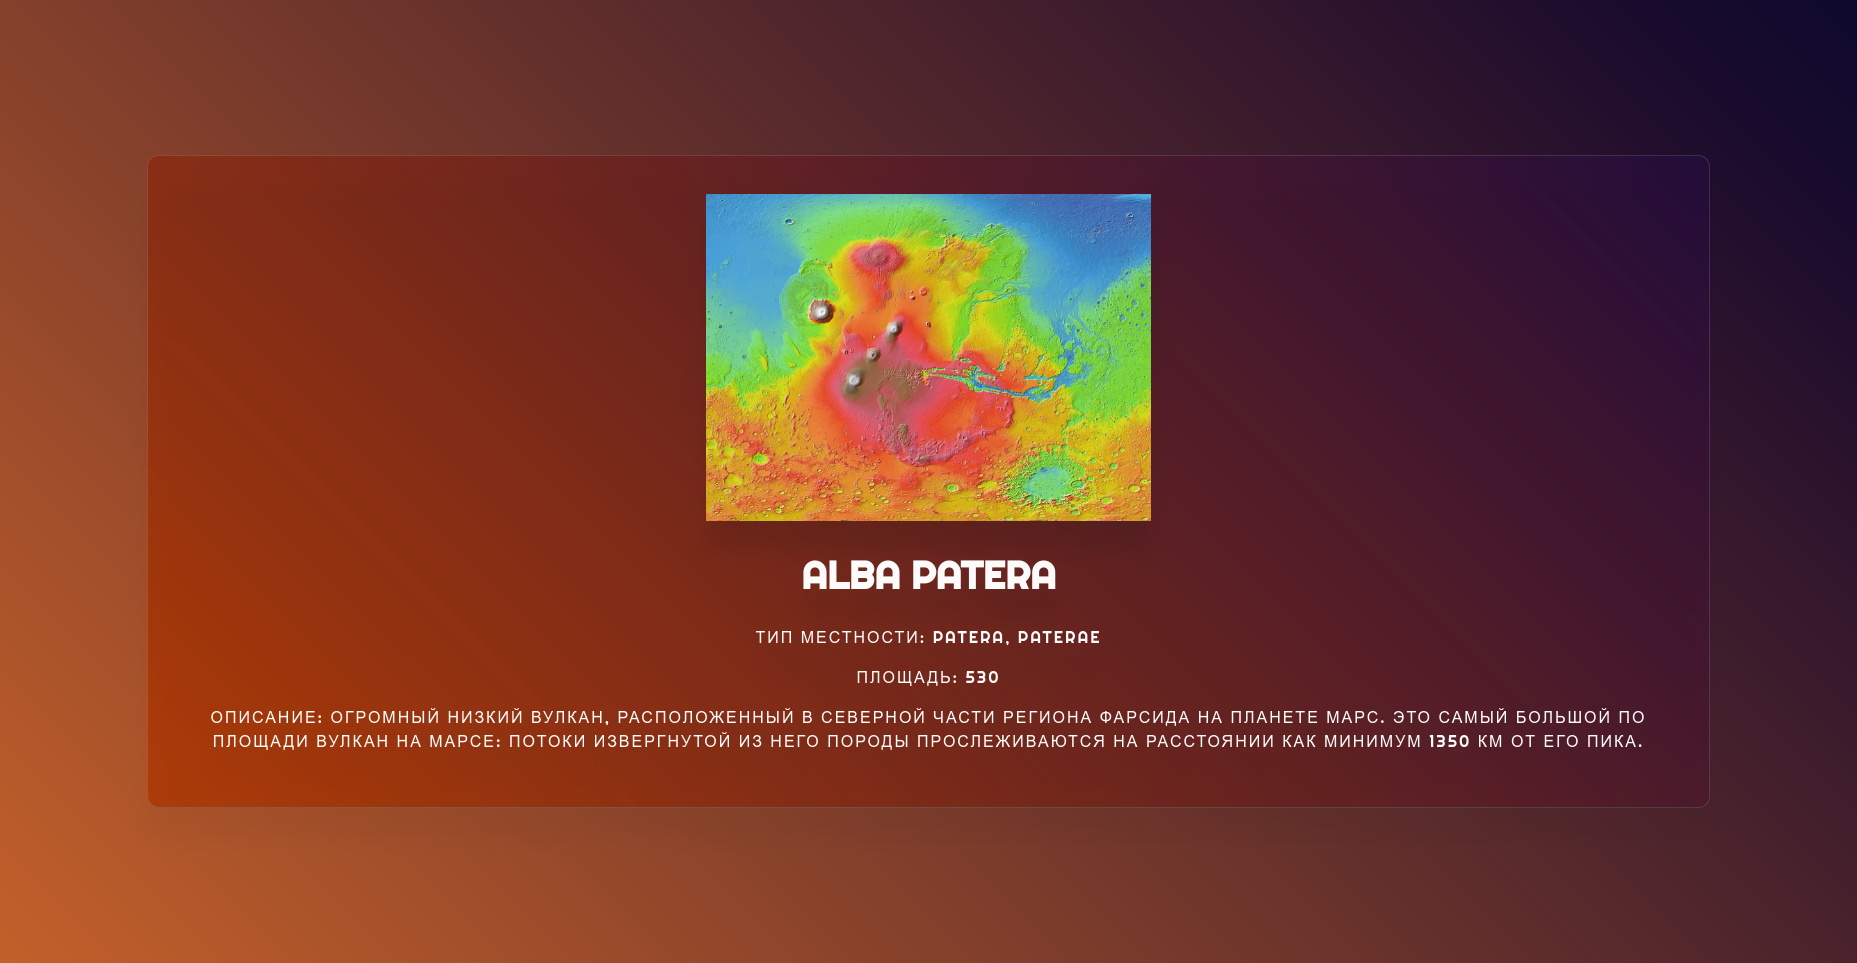 ALBA PATERA
ТИП МЕСТНОСТИ: PATERA, PATERAE
ПЛОЩАДЬ: 530
ОПИСАНИЕ: ОГРОМНЫЙ НИЗКИЙ ВУЛКАН, РАСПОЛОЖЕННЫЙ В СЕВЕРНОЙ ЧАСТИ РЕГИОНА ФАРСИДА НА ПЛАНЕТЕ МАРС. ЭТО САМЫЙ БОЛЬШОЙ ПО
ПЛОЩАДИ ВУЛКАН НА МАРСЕ: ПОТОКИ ИЗВЕРГНУТОЙ ИЗ НЕГО ПОРОДЫ ПРОСЛЕЖИВАЮТСЯ НА РАССТОЯНИИ КАК МИНИМУМ 1350 КМ ОТ ЕГО ПИКА.